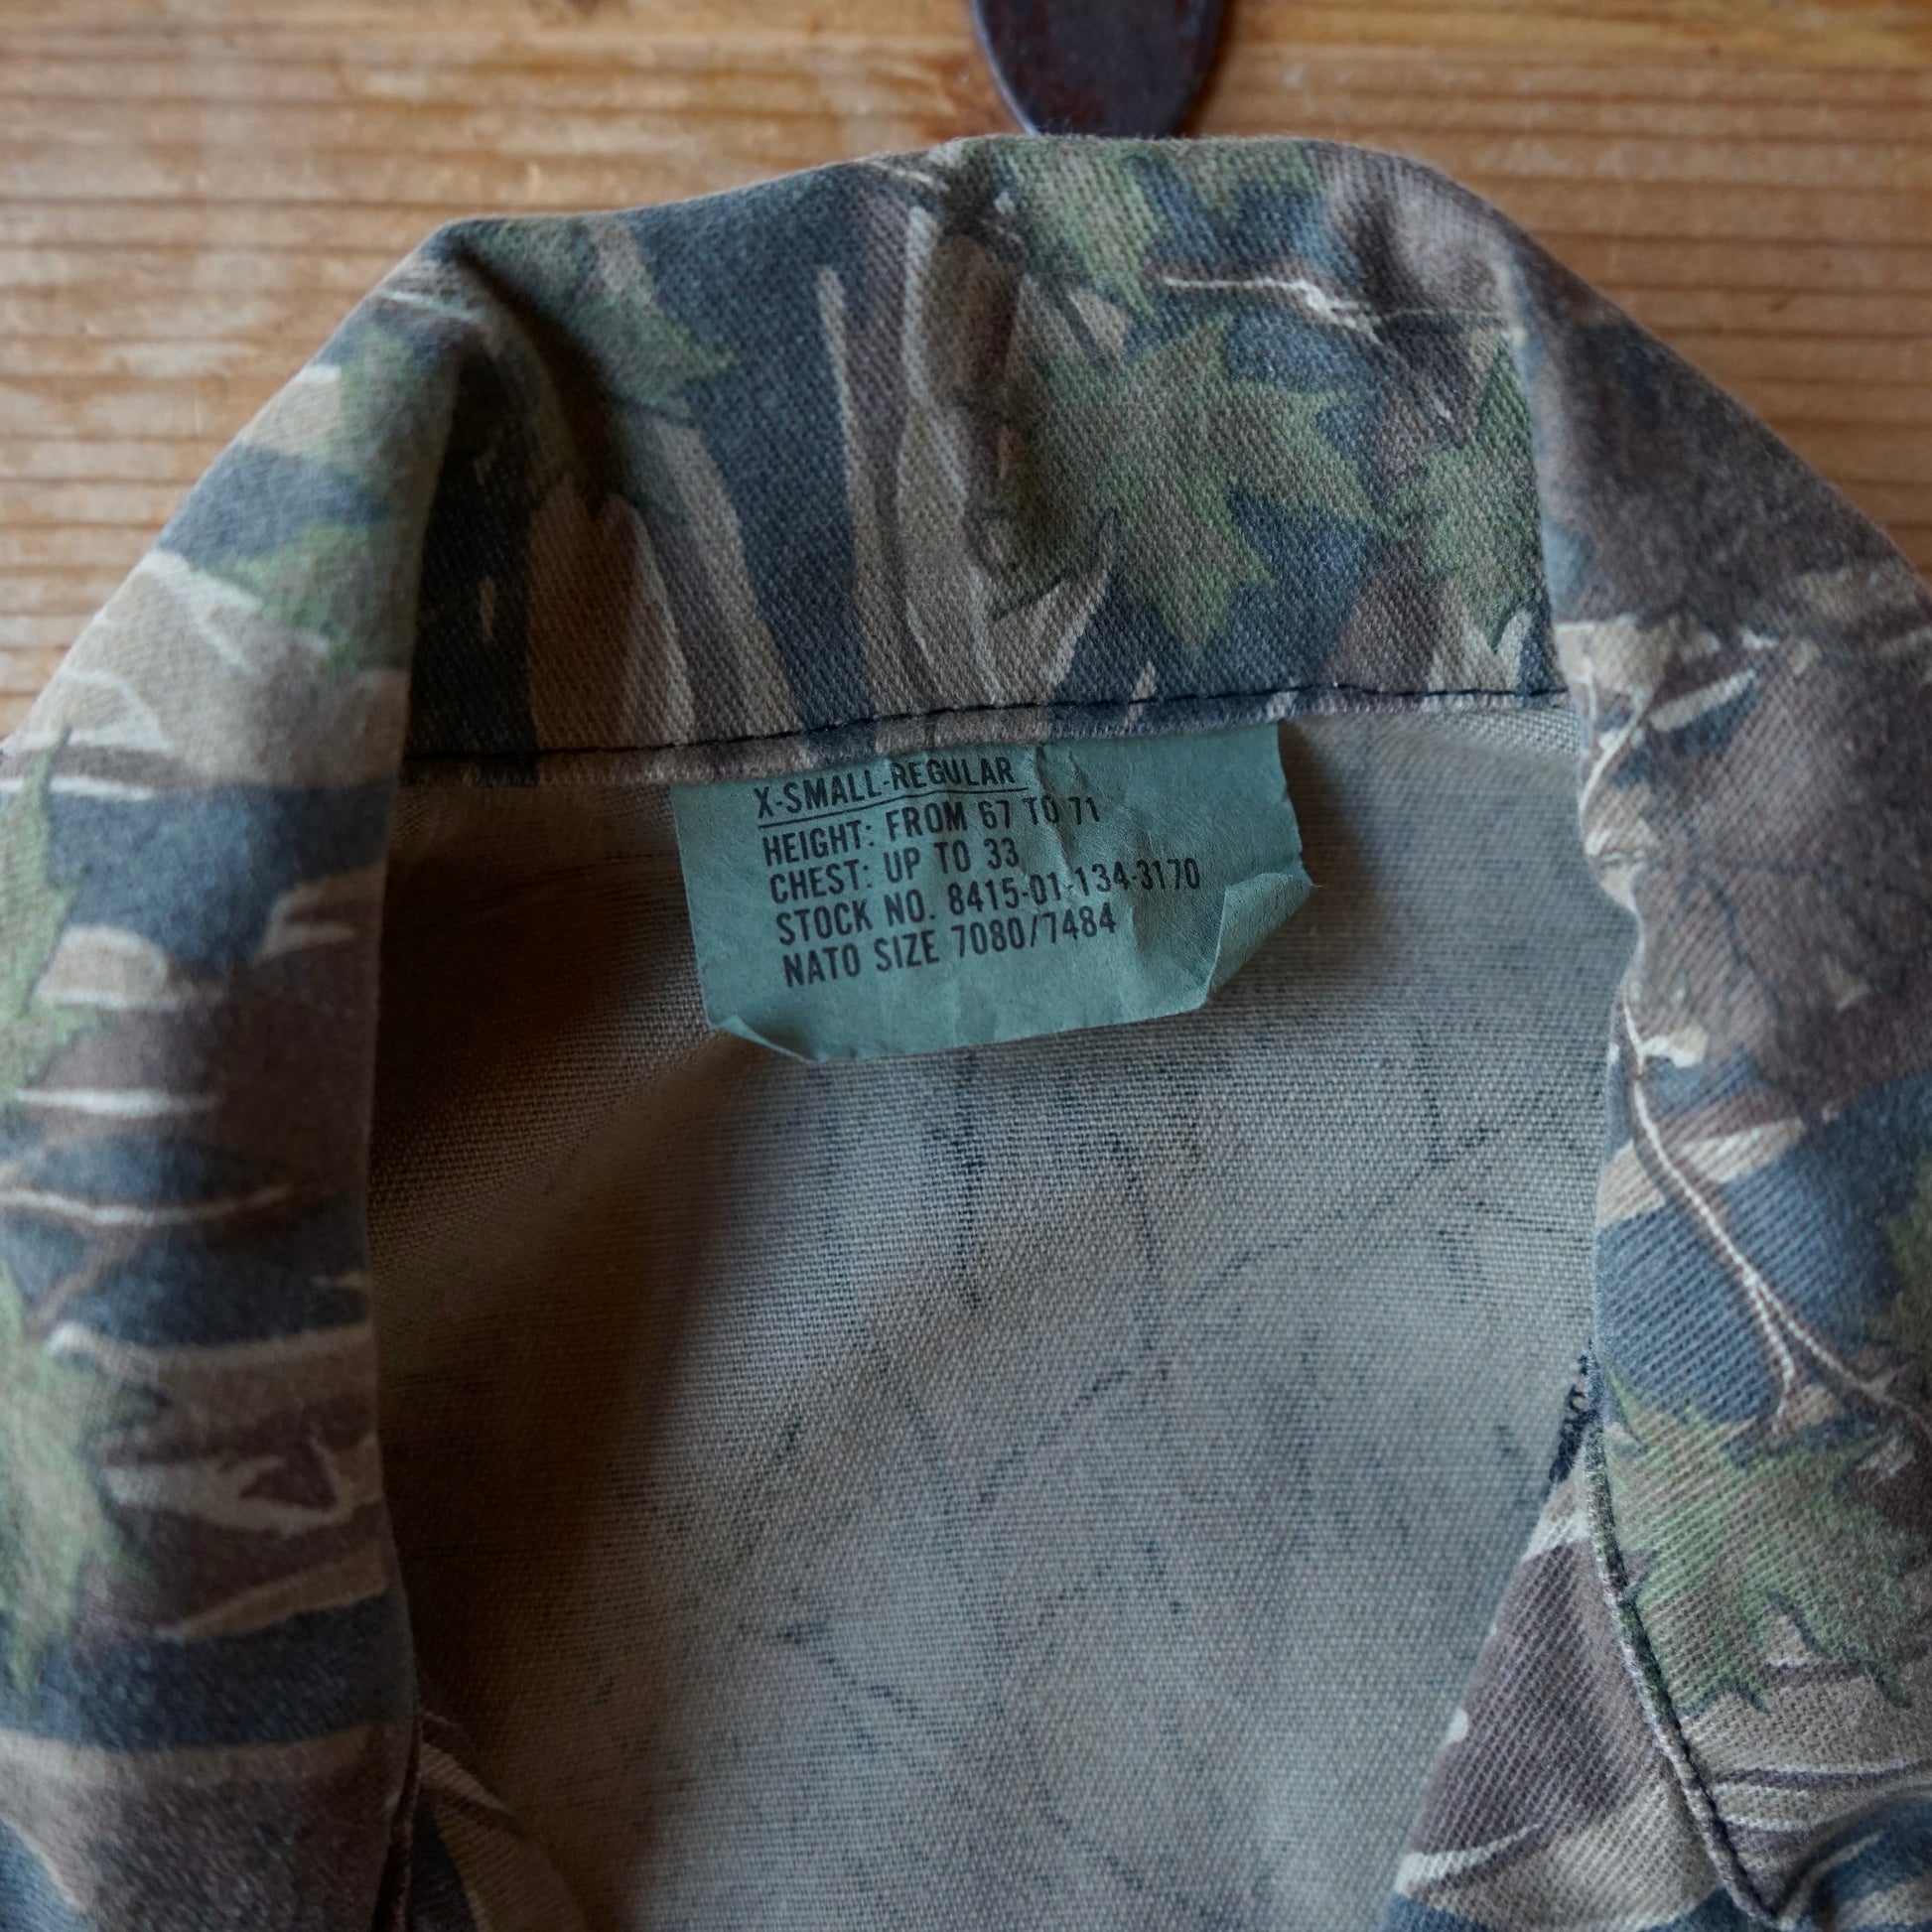 X-SMALL-REGULAR
HEIGHT: FROM 67 TO 71
CHEST: UP TO 33
STOCK NO. 8415-01-134-3170
NATO SIZE 7080/7484